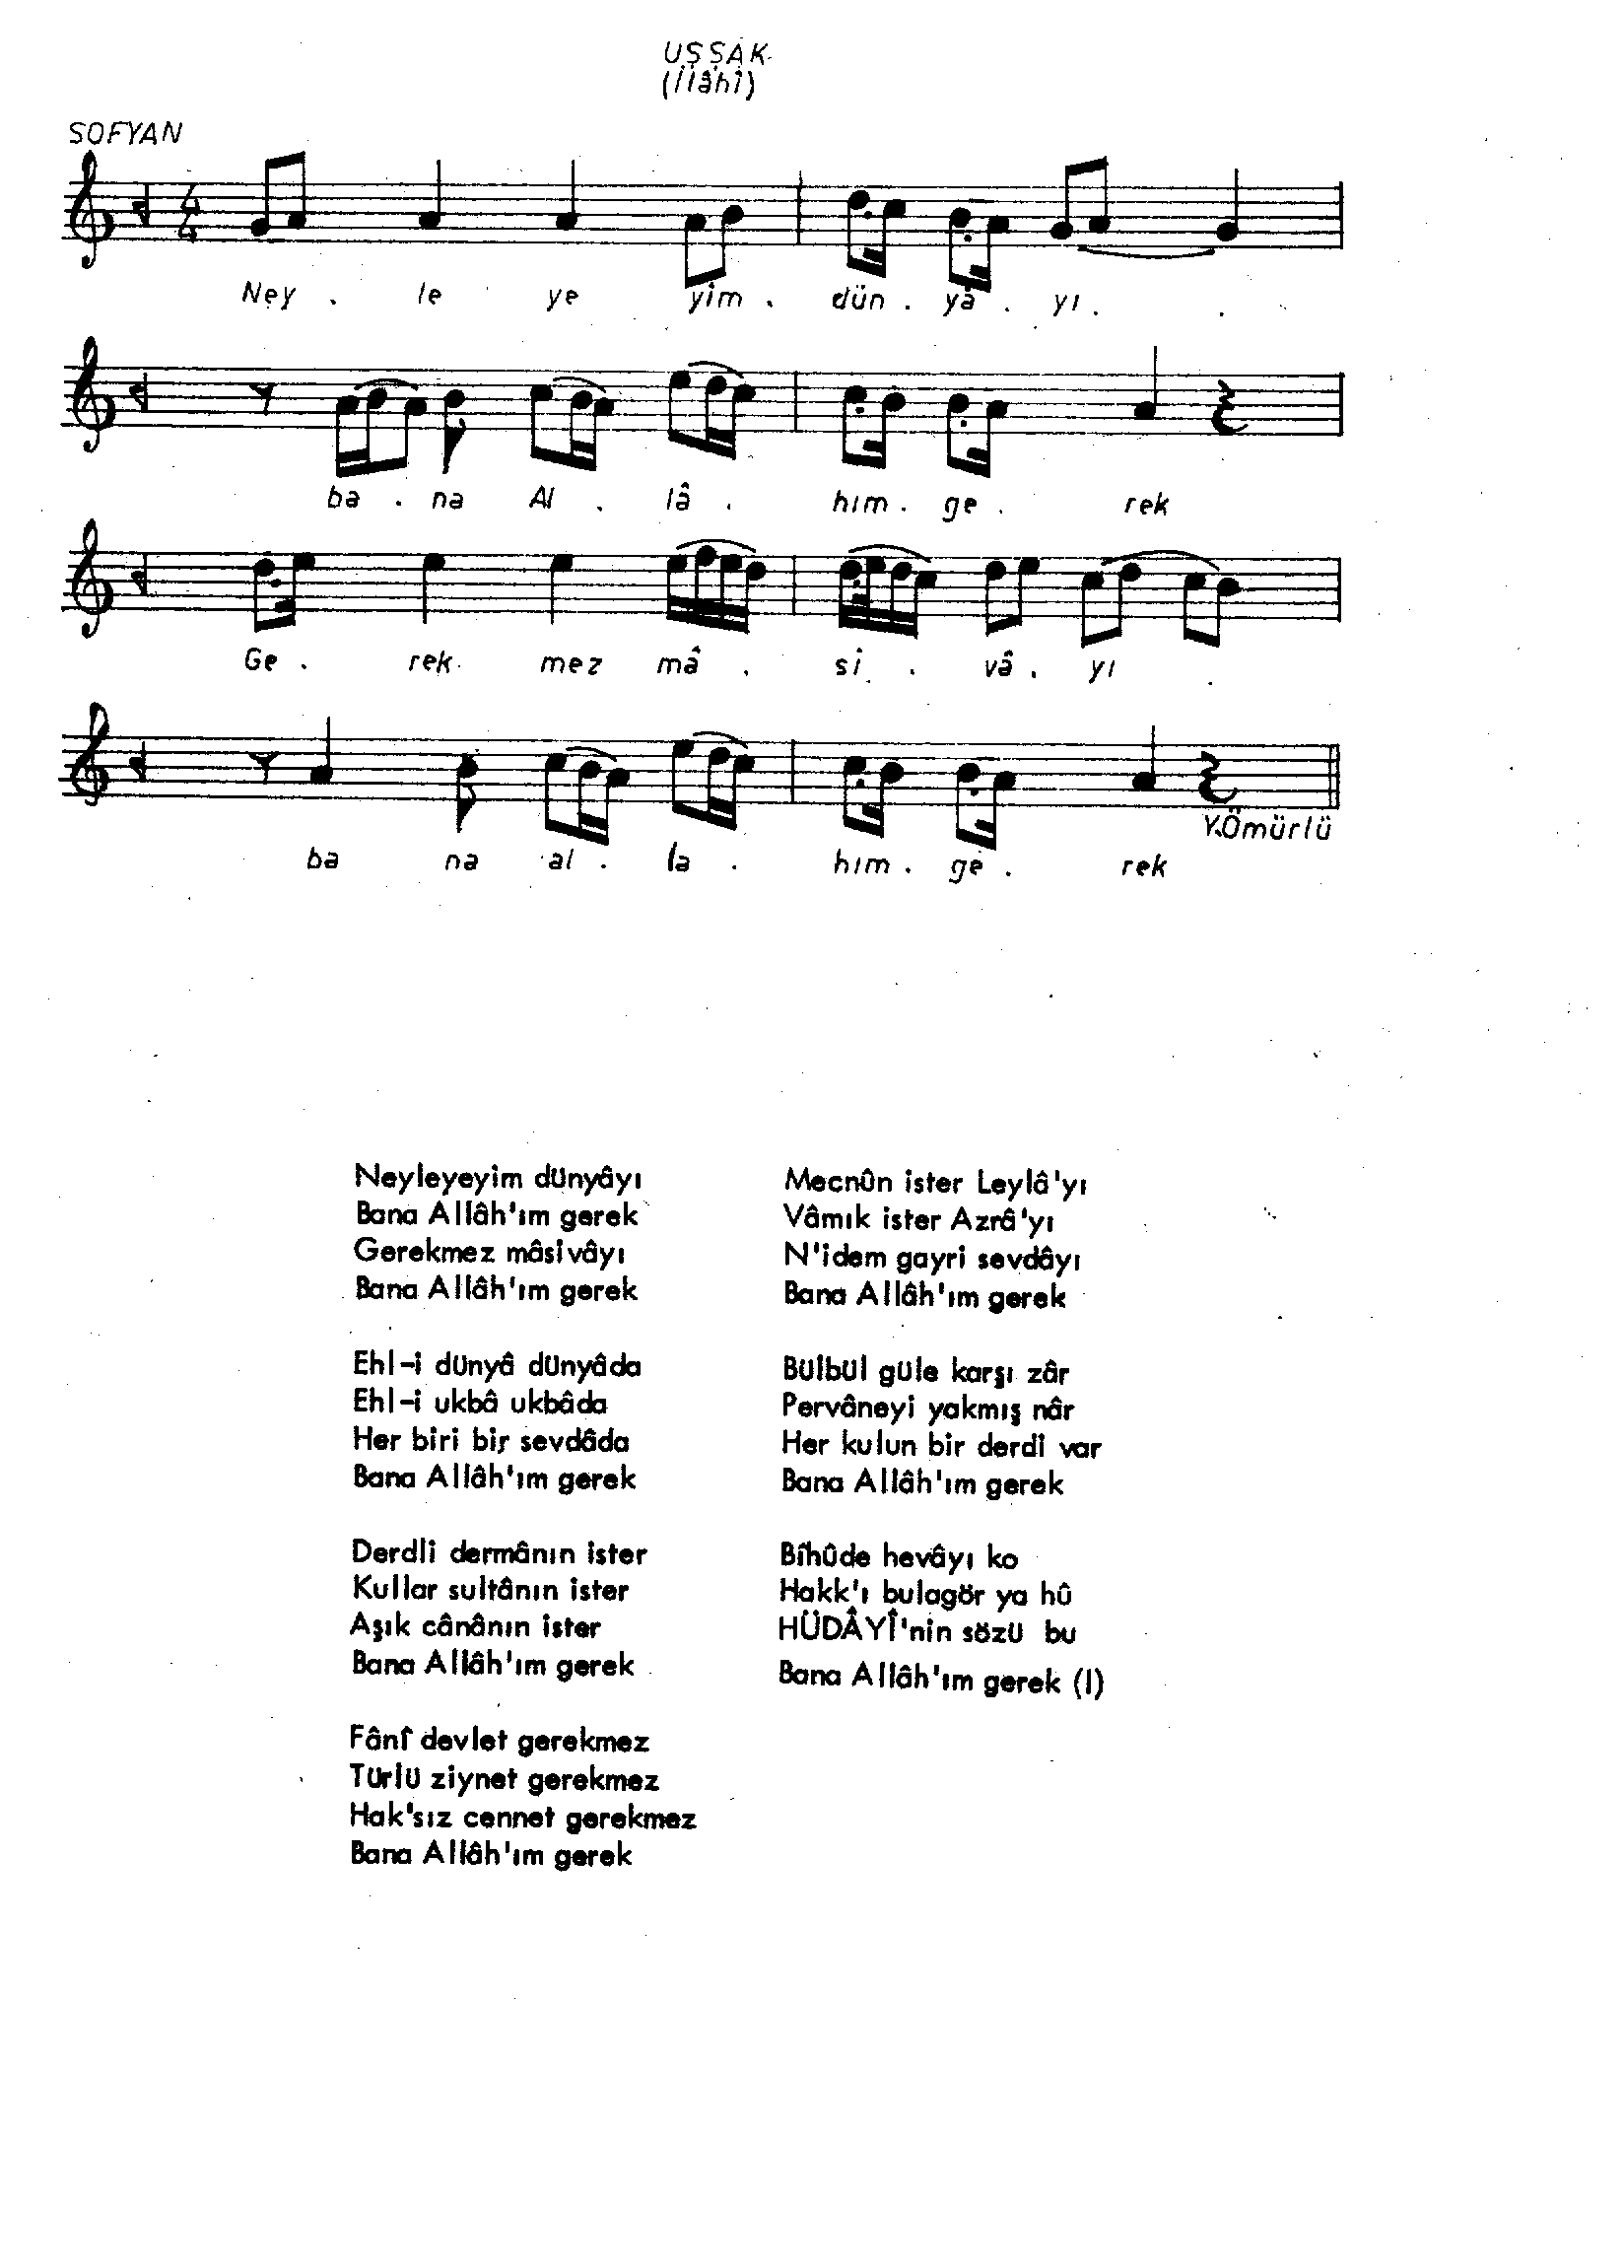 UŞŞAK
(İlâhî)
SOFYAN
4
4
Ney . le ye yim . dün . yâ . yı . .
ba . na Al . lâ . hım . ge . rek
Ge . rek mez mâ . si . vâ . yı .
Y.Ömürlü
ba na al . la . hım . ge . rek
Neyleyeyim dünyâyı
Bana Allâh'ım gerek
Gerekmez mâsivâyı
Bana Allâh'ım gerek
Ehl-i dünyâ dünyâda
Ehl-i ukbâ ukbâda
Her biri bir sevdâda
Bana Allâh'ım gerek
Derdli dermânın ister
Kullar sultânın ister
Aşık cânânın ister
Bana Allâh'ım gerek
Fânî devlet gerekmez
Türlü ziynet gerekmez
Hak'sız cennet gerekmez
Bana Allâh'ım gerek
Mecnûn ister Leylâ'yı
Vâmık ister Azrâ'yı
N'idem gayri sevdâyı
Bana Allâh'ım gerek
Bülbül güle karşı zâr
Pervâneyi yakmış nâr
Her kulun bir derdi var
Bana Allâh'ım gerek
Bîhûde hevâyı ko
Hakk'ı bulagör ya hû
HÜDÂYÎ'nin sözü bu
Bana Allâh'ım gerek (I)